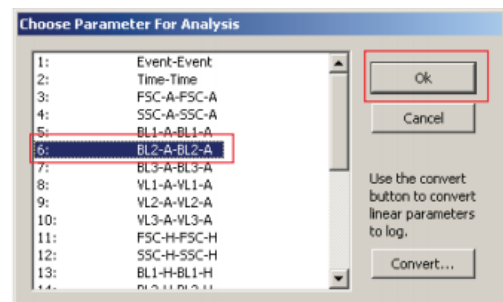 Choose Parameter For Analysis
1: Event-Event
2: Time-Time
3: FSC-A-FSC-A
4: SSC-A-SSC-A
5: BL1-A-BL1-A
6: BL2-A-BL2-A
7: BL3-A-BL3-A
8: VL1-A-VL1-A
9: VL2-A-VL2-A
10: VL3-A-VL3-A
11: FSC-H-FSC-H
12: SSC-H-SSC-H
13: BL1-H-BL1-H
Ok
Cancel
Use the convert
button to convert
linear parameters
to log.
Convert...